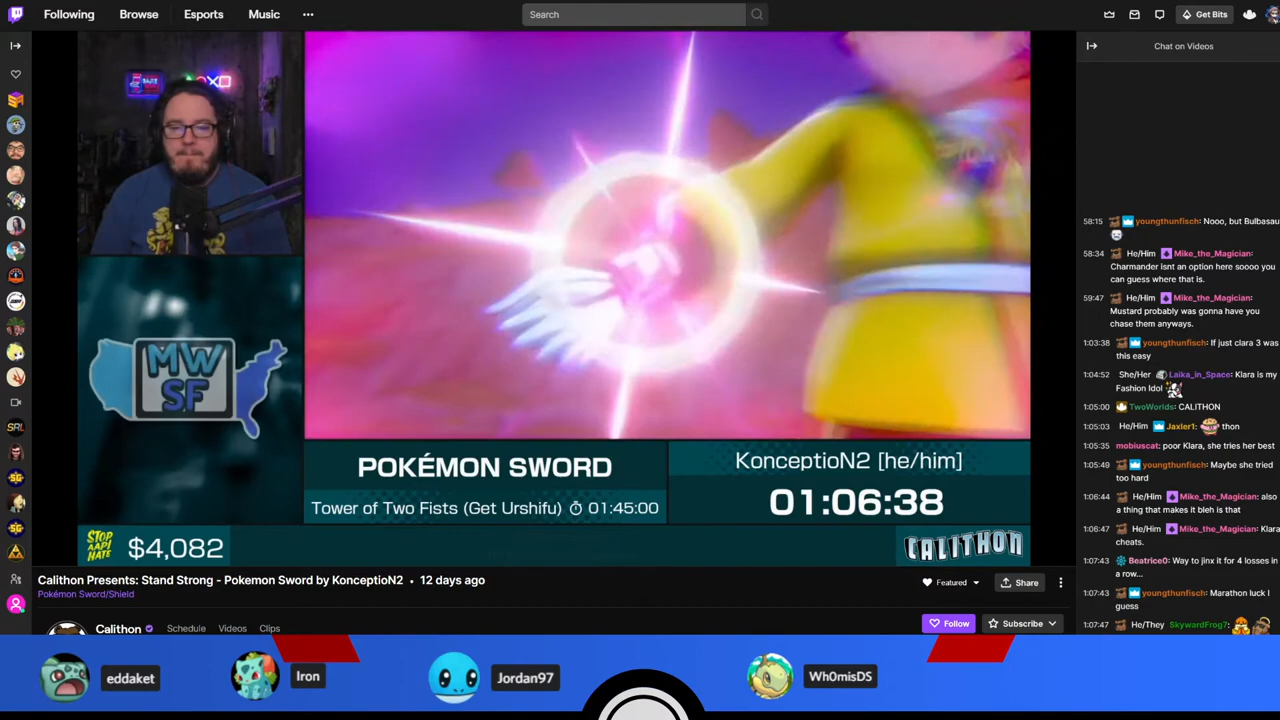 Following
Browse
Esports
Music
Search
Get Bits
Chat on Videos
58:15 youngthunfisch: Nooo, but Bulbasau
58:34 He/Him Mike_the_Magician:
Charmander isnt an option here soooo you
can guess where that is.
59:47 He/Him Mike_the_Magician:
Mustard probably was gonna have you
chase them anyways.
1:03:38 youngthunfisch: If just clara 3 was
this easy
1:04:52 She/Her Laika_in_Space: Klara is my
Fashion Idol
1:05:00 TwoWorlds: CALITHON
1:05:03 He/Him Jaxler1: thon
1:05:35 mobiuscat: poor Klara, she tries her best
1:05:49 youngthunfisch: Maybe she tried
too hard
1:06:44 He/Him Mike_the_Magician: also
a thing that makes it bleh is that
1:06:47 He/Him Mike_the_Magician: Klara
cheats.
1:07:43 Beatrice0: Way to jinx it for 4 losses in
a row...
1:07:43 youngthunfisch: Marathon luck I
guess
1:07:47 He/They SkywardFrog7:
SRL
SG
SG
MW
SF
POKÉMON SWORD
Tower of Two Fists (Get Urshifu) 01:45:00
KonceptioN2 [he/him]
01:06:38
STOP
AAPI
HATE
$4,082
CALITHON
Calithon Presents: Stand Strong - Pokemon Sword by KonceptioN2 • 12 days ago
Pokémon Sword/Shield
Featured
Share
Calithon
Schedule
Videos
Clips
Follow
Subscribe
eddaket
Iron
Jordan97
Wh0misDS